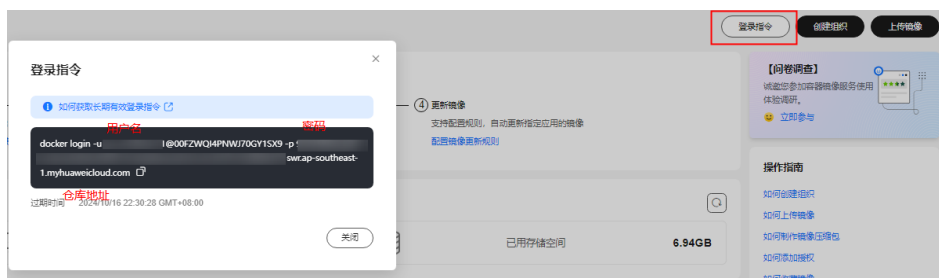 登录指令
创建组织
上传镜像
登录指令
如何获取长期有效登录指令
用户名
密码
docker login -u
@00FZWQI4PNWJ70GY1SX9 -p
swr.ap-southeast-
1.myhuaweicloud.com
仓库地址
过期时间 2024/10/16 22:30:28 GMT+08:00
关闭
4 更新镜像
支持配置规则，自动更新指定应用的镜像
配置镜像更新规则
已用存储空间
6.94GB
【问卷调查】
诚邀您参加容器镜像服务使用
体验调研。
立即参与
操作指南
如何创建组织
如何上传镜像
如何制作镜像压缩包
如何添加授权